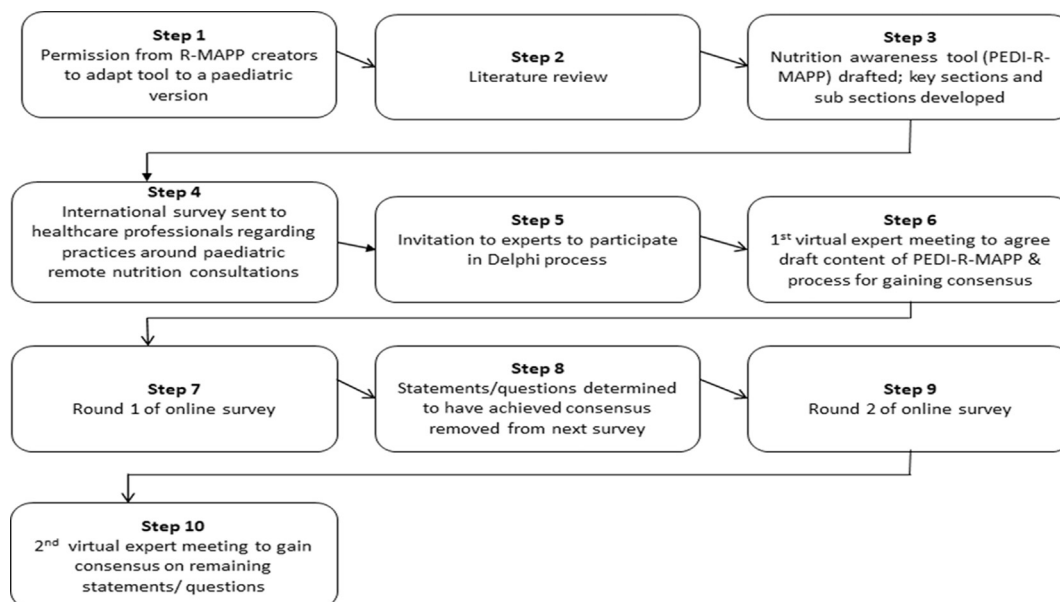 Step 1
Permission from R-MAPP creators
to adapt tool to a paediatric
version
Step 2
Literature review
Step 3
Nutrition awareness tool (PEDI-R-
MAPP) drafted; key sections and
sub sections developed
Step 4
International survey sent to
healthcare professionals regarding
practices around paediatric
remote nutrition consultations
Step 5
Invitation to experts to participate
in Delphi process
Step 6
1st virtual expert meeting to agree
draft content of PEDI-R-MAPP &
process for gaining consensus
Step 7
Round 1 of online survey
Step 8
Statements/questions determined
to have achieved consensus
removed from next survey
Step 9
Round 2 of online survey
Step 10
2nd virtual expert meeting to gain
consensus on remaining
statements/ questions